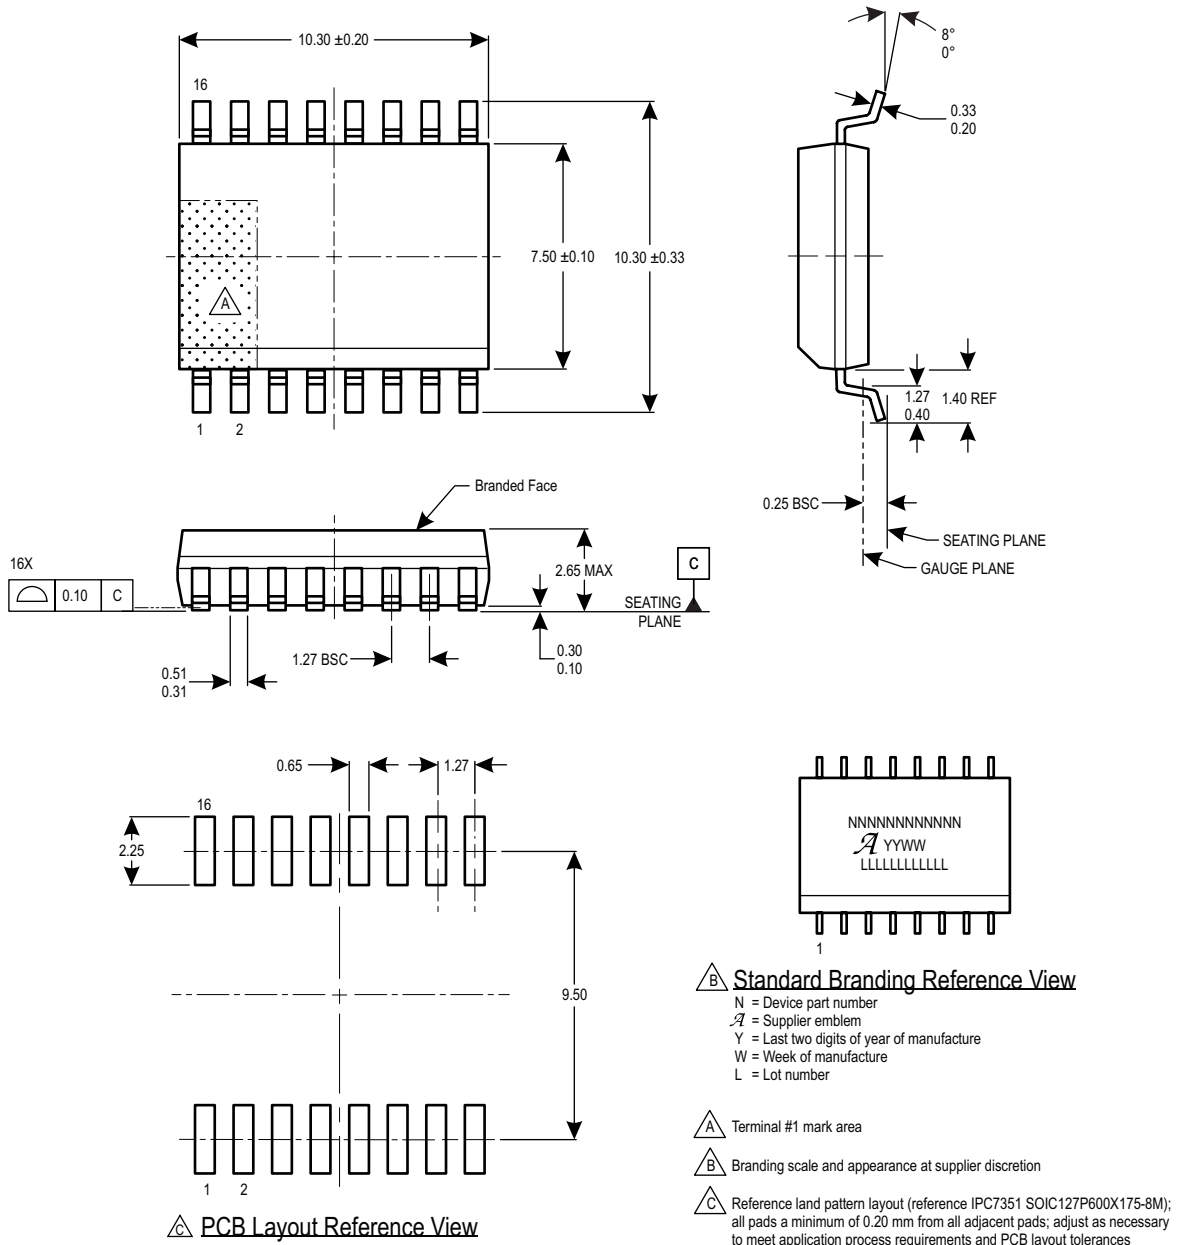 10.30 ±0.20
8°
0°
16
0.33
0.20
7.50 ±0.10
10.30 ±0.33
A
1.27
0.40
1.40 REF
1 2
Branded Face
0.25 BSC
SEATING PLANE
GAUGE PLANE
16X
0.10 C
2.65 MAX
C
SEATING
PLANE
1.27 BSC
0.30
0.10
0.51
0.31
0.65
1.27
16
2.25
9.50
1 2
C PCB Layout Reference View
NNNNNNNNNNNNN
A YYWW
LLLLLLLLLLLL
1
B Standard Branding Reference View
N = Device part number
A = Supplier emblem
Y = Last two digits of year of manufacture
W = Week of manufacture
L = Lot number
A Terminal #1 mark area
B Branding scale and appearance at supplier discretion
C Reference land pattern layout (reference IPC7351 SOIC127P600X175-8M);
all pads a minimum of 0.20 mm from all adjacent pads; adjust as necessary
to meet application process requirements and PCB layout tolerances